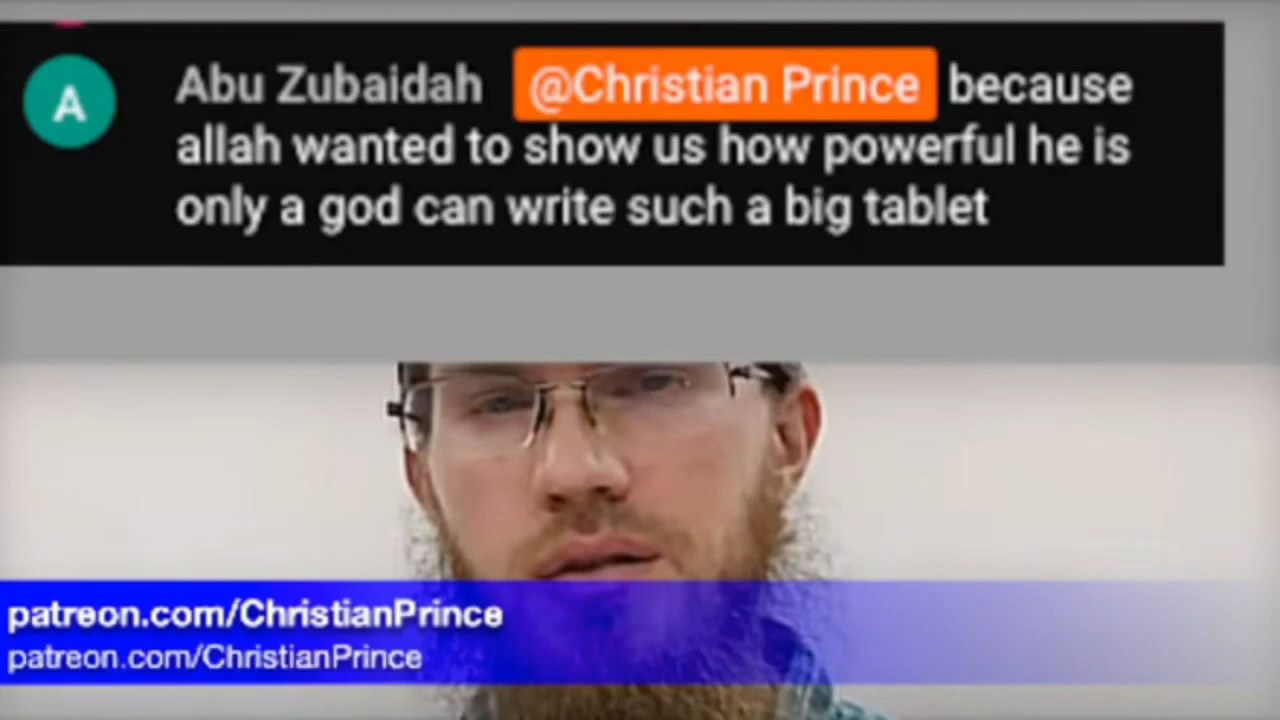 A
Abu Zubaidah @Christian Prince because
allah wanted to show us how powerful he is
only a god can write such a big tablet
patreon.com/ChristianPrince
patreon.com/ChristianPrince